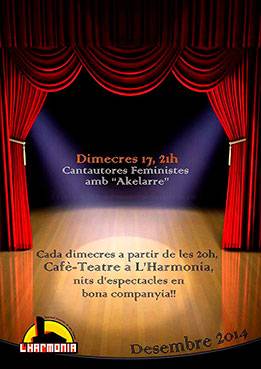 Dimecres 17, 21h
Cantautores Feministes
amb "Akelarre"
Cada dimecres a partir de les 20h,
Cafè-Teatre a L'Harmonia,
nits d'espectacles en
bona companyia!!
L'HARMONIA
Desembre 2014